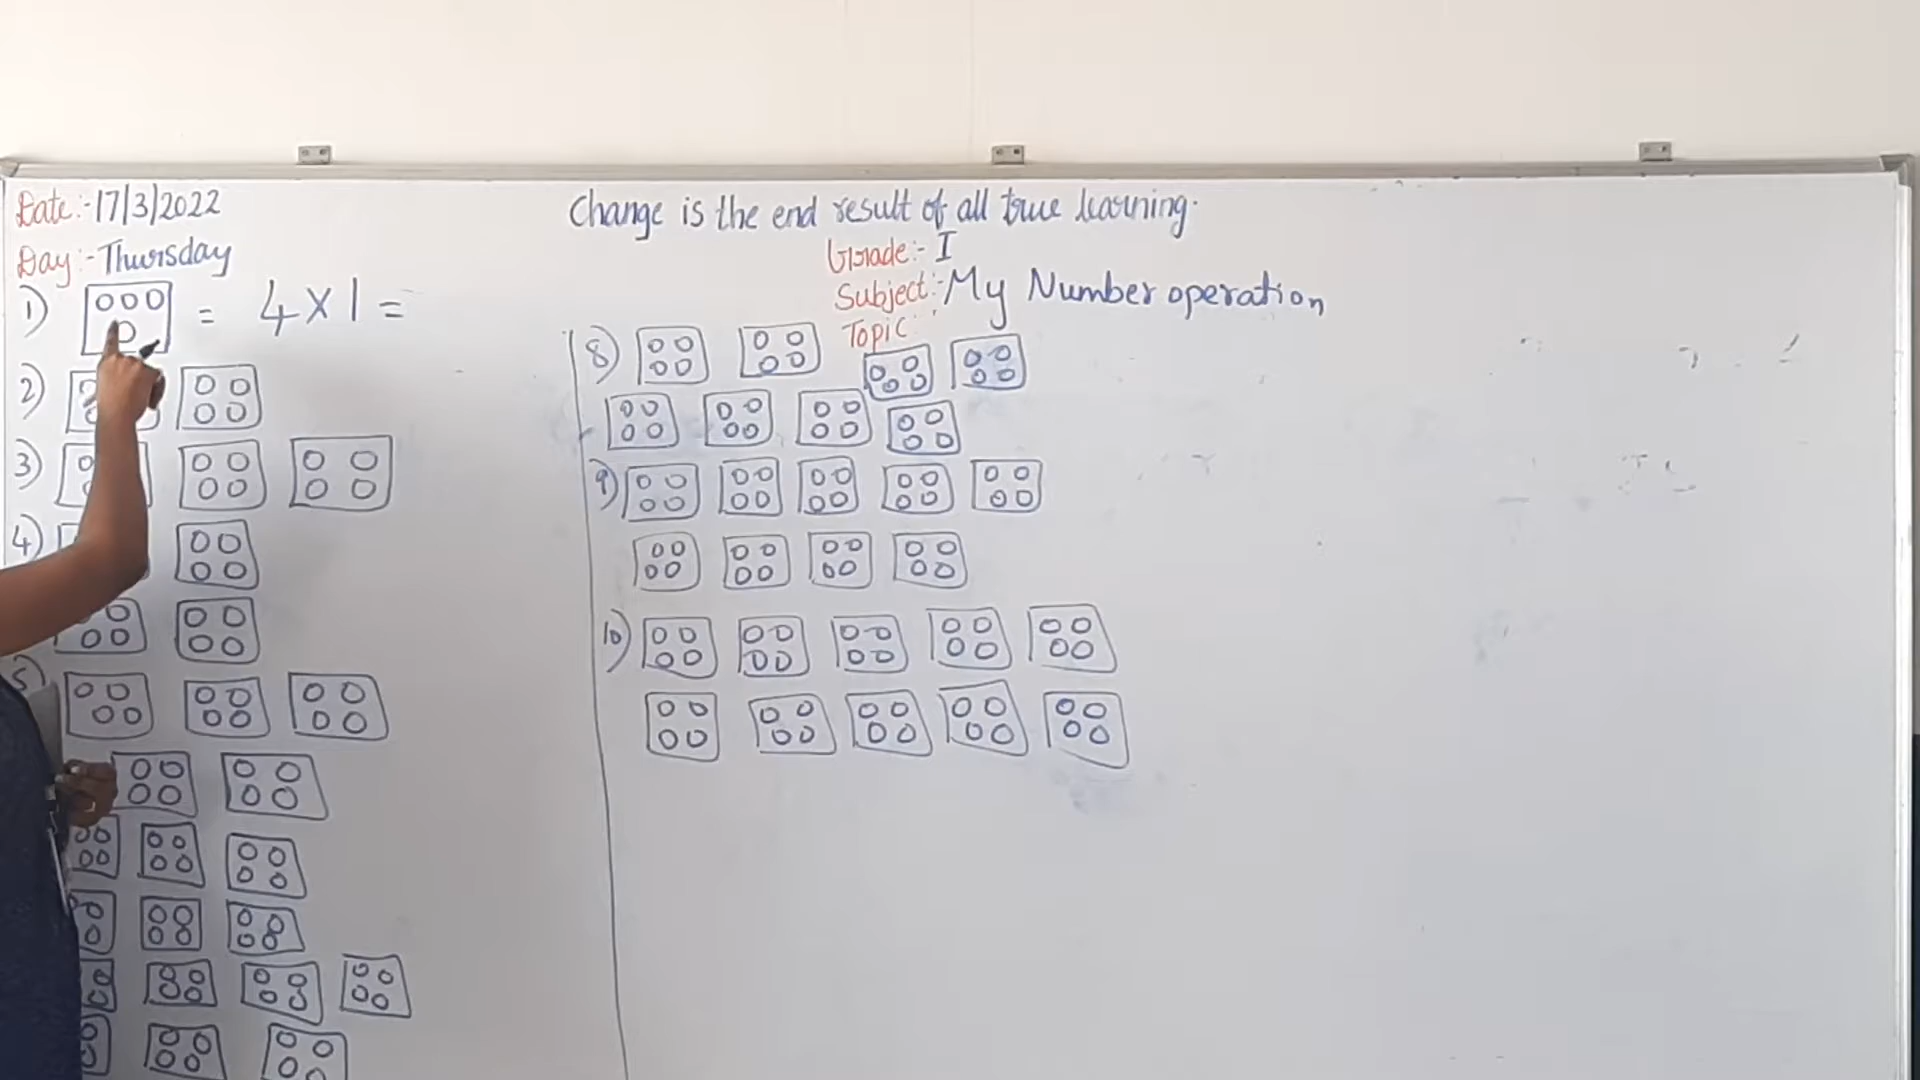 Date:-17/3/2022
Change is the end result of all true learning.
Day:-Thursday
Grade:- I
Subject:-My Number operation
Topic:
1) = 4 X 1 =
2)
3)
4)
5)
8)
9)
10)